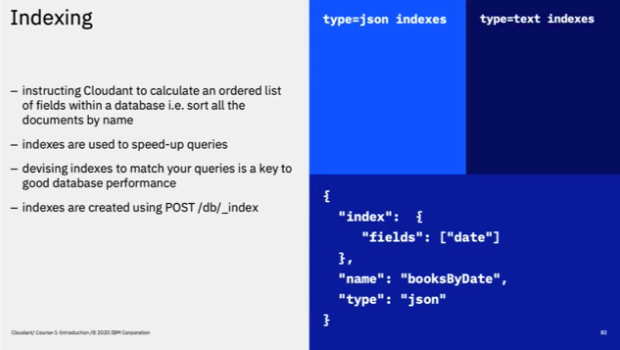 Indexing
– instructing Cloudant to calculate an ordered list
of fields within a database i.e. sort all the
documents by name
– indexes are used to speed-up queries
– devising indexes to match your queries is a key to
good database performance
– indexes are created using POST /db/_index
type=json indexes
type=text indexes
{
"index": {
"fields": ["date"]
},
"name": "booksByDate",
"type": "json"
}
Cloudant/ Course-1-Introduction /© 2020 IBM Corporation
82